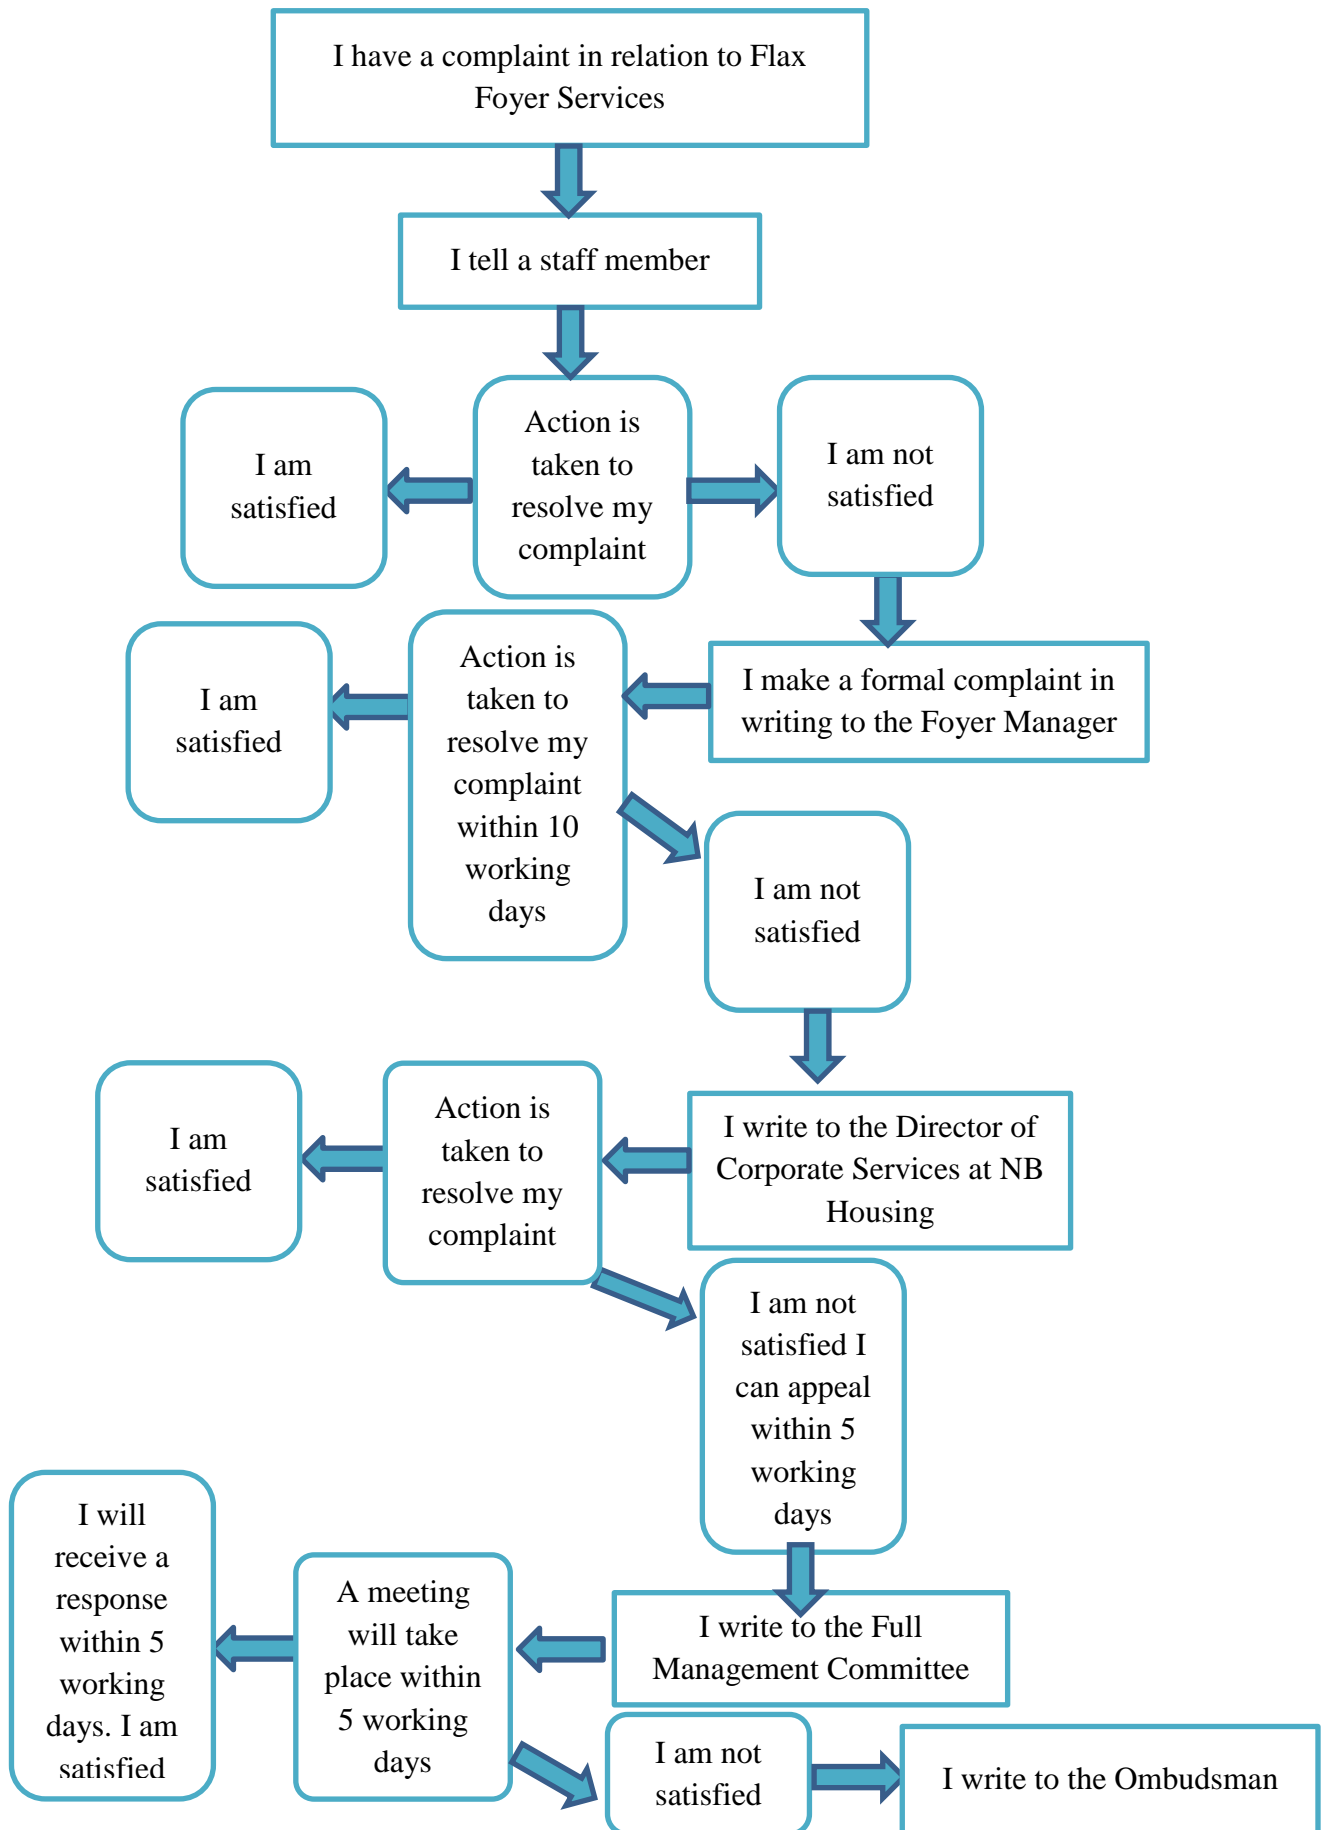 I have a complaint in relation to Flax
Foyer Services
I tell a staff member
I am
satisfied
Action is
taken to
resolve my
complaint
I am not
satisfied
I make a formal complaint in
writing to the Foyer Manager
Action is
taken to
resolve my
complaint
within 10
working
days
I am
satisfied
I am not
satisfied
I write to the Director of
Corporate Services at NB
Housing
Action is
taken to
resolve my
complaint
I am
satisfied
I am not
satisfied I
can appeal
within 5
working
days
I write to the Full
Management Committee
A meeting
will take
place within
5 working
days
I will
receive a
response
within 5
working
days. I am
satisfied
I am not
satisfied
I write to the Ombudsman